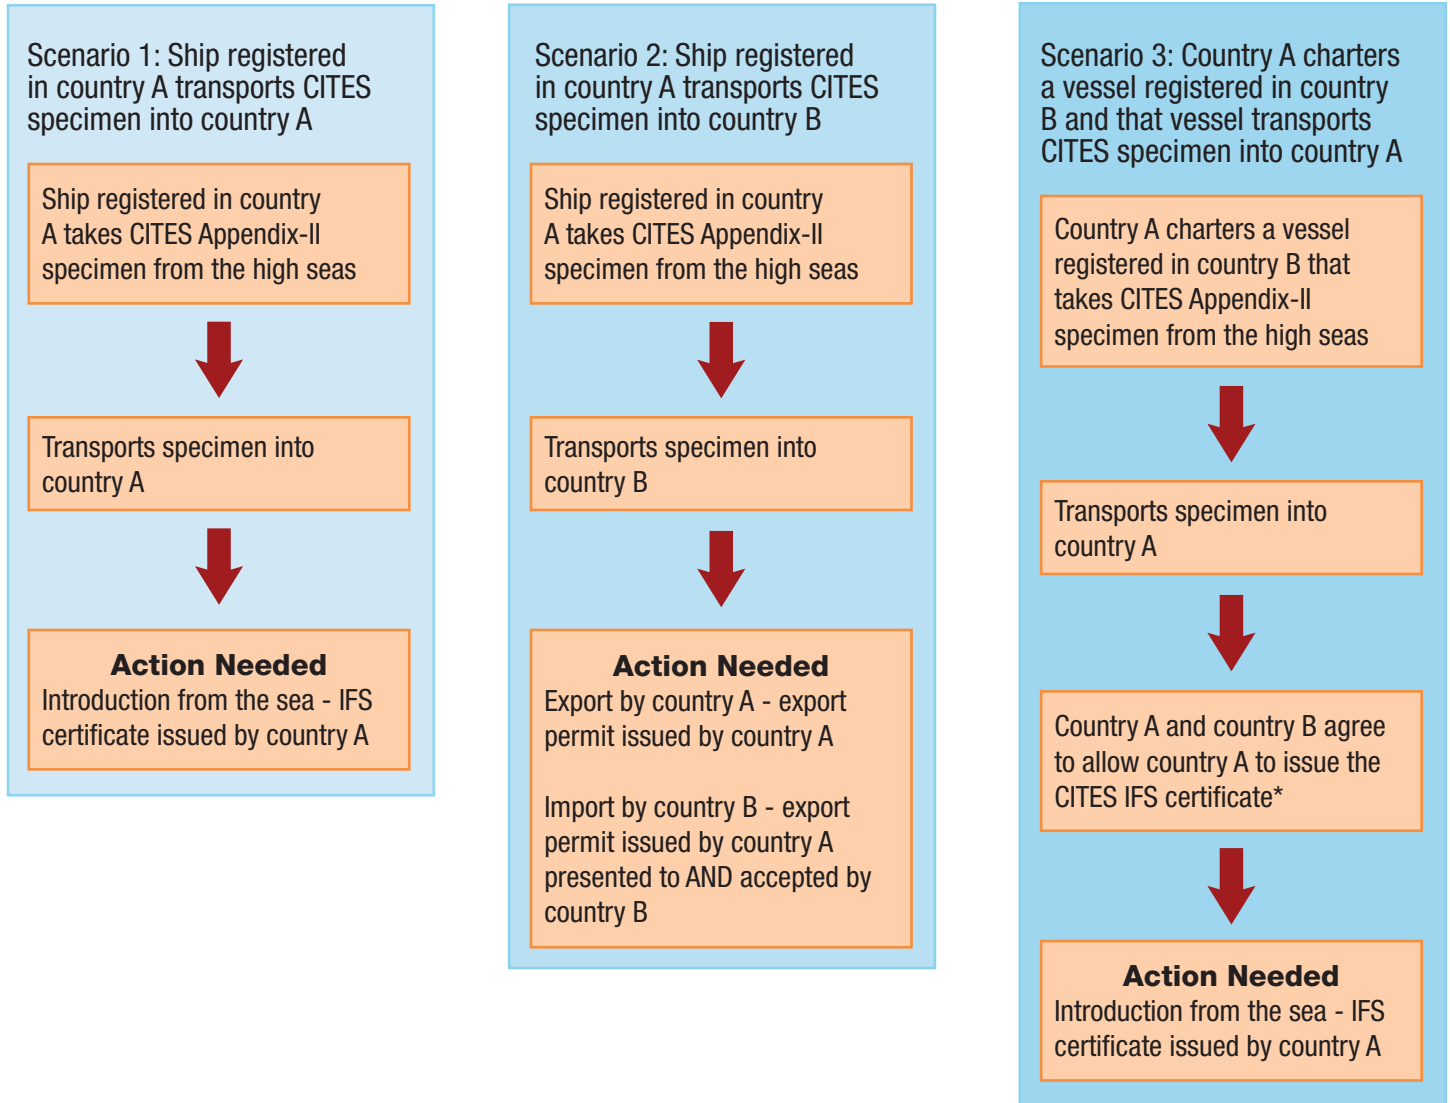 Scenario 1: Ship registered
in country A transports CITES
specimen into country A
Ship registered in country
A takes CITES Appendix-II
specimen from the high seas
Transports specimen into
country A
Action Needed
Introduction from the sea - IFS
certificate issued by country A
Scenario 2: Ship registered
in country A transports CITES
specimen into country B
Ship registered in country
A takes CITES Appendix-II
specimen from the high seas
Transports specimen into
country B
Action Needed
Export by country A - export
permit issued by country A
Import by country B - export
permit issued by country A
presented to AND accepted by
country B
Scenario 3: Country A charters
a vessel registered in country
B and that vessel transports
CITES specimen into country A
Country A charters a vessel
registered in country B that
takes CITES Appendix-II
specimen from the high seas
Transports specimen into
country A
Country A and country B agree
to allow country A to issue the
CITES IFS certificate*
Action Needed
Introduction from the sea - IFS
certificate issued by country A